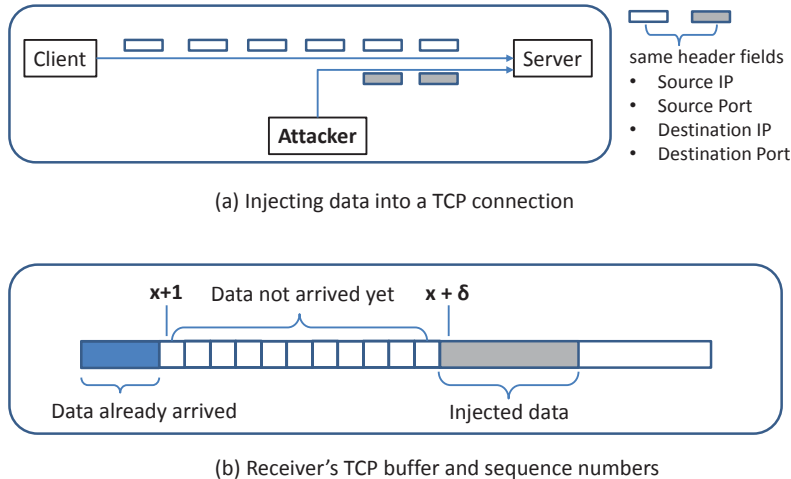 Client
Server
Attacker
same header fields
• Source IP
• Source Port
• Destination IP
• Destination Port
(a) Injecting data into a TCP connection
x+1
Data not arrived yet
x + δ
Data already arrived
Injected data
(b) Receiver’s TCP buffer and sequence numbers